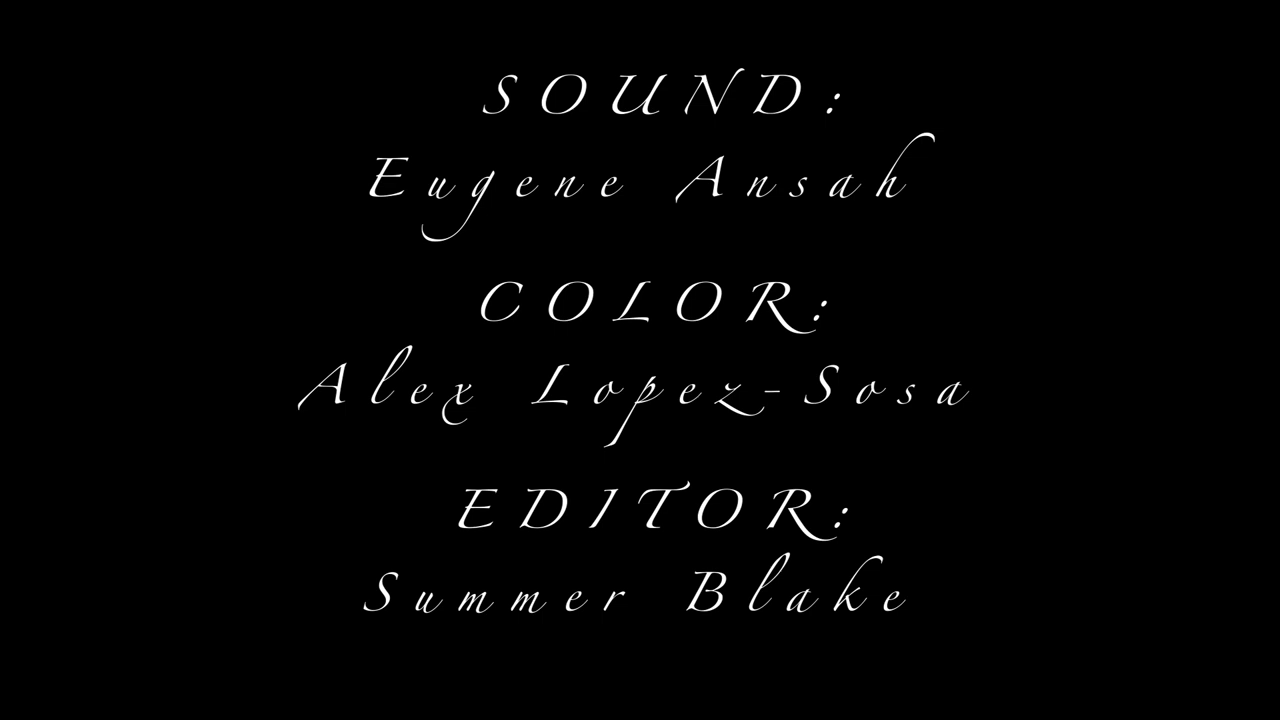 SOUND:
Eugene Ansah
COLOR:
Alex Lopez-Sosa
EDITOR:
Summer Blake